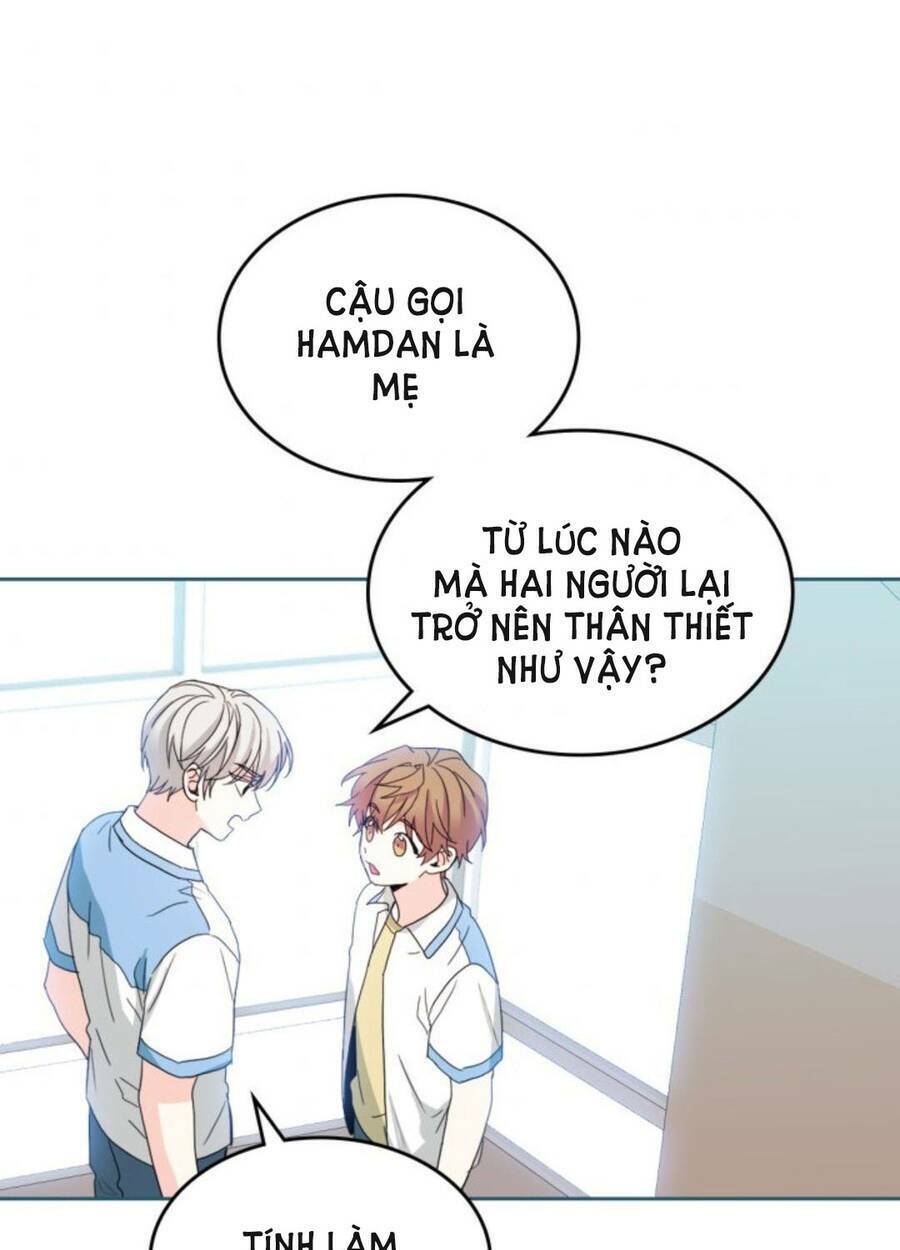 CẬU GỌI
HAMDAN LÀ
MẸ
TỪ LÚC NÀO
MÀ HAI NGƯỜI LẠI
TRỞ NÊN THÂN THIẾT
NHƯ VẬY?
TÍNH LÀM